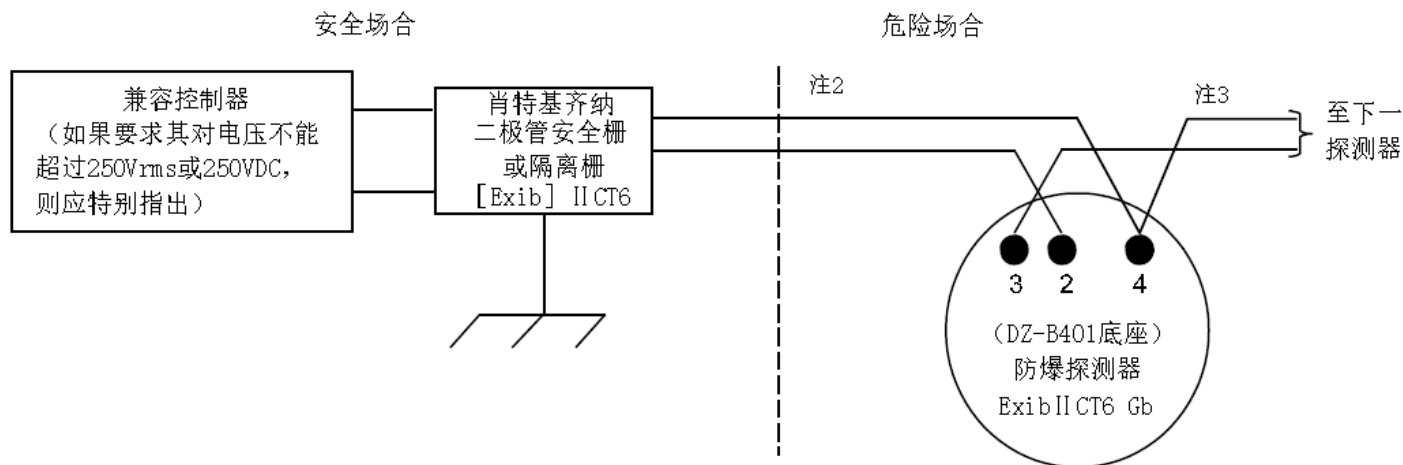 安全场合
危险场合
兼容控制器
（如果要求其对电压不能
超过250Vrms或250VDC，
则应特别指出）
肖特基齐纳
二极管安全栅
或隔离栅
［Exib］ⅡCT6
注2
注3
至下一
探测器
3 2 4
（DZ-B401底座）
防爆探测器
ExibⅡCT6 Gb